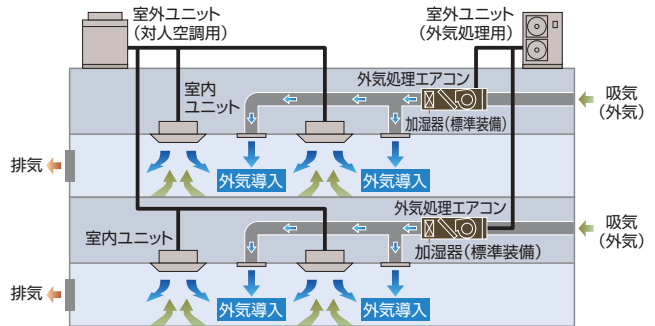 室外ユニット
（対人空調用）
室外ユニット
（外気処理用）
外気処理エアコン
室内
ユニット
加湿器（標準装備）
吸気
（外気）
排気
外気導入
外気導入
外気処理エアコン
吸気
（外気）
室内ユニット
加湿器（標準装備）
排気
外気導入
外気導入